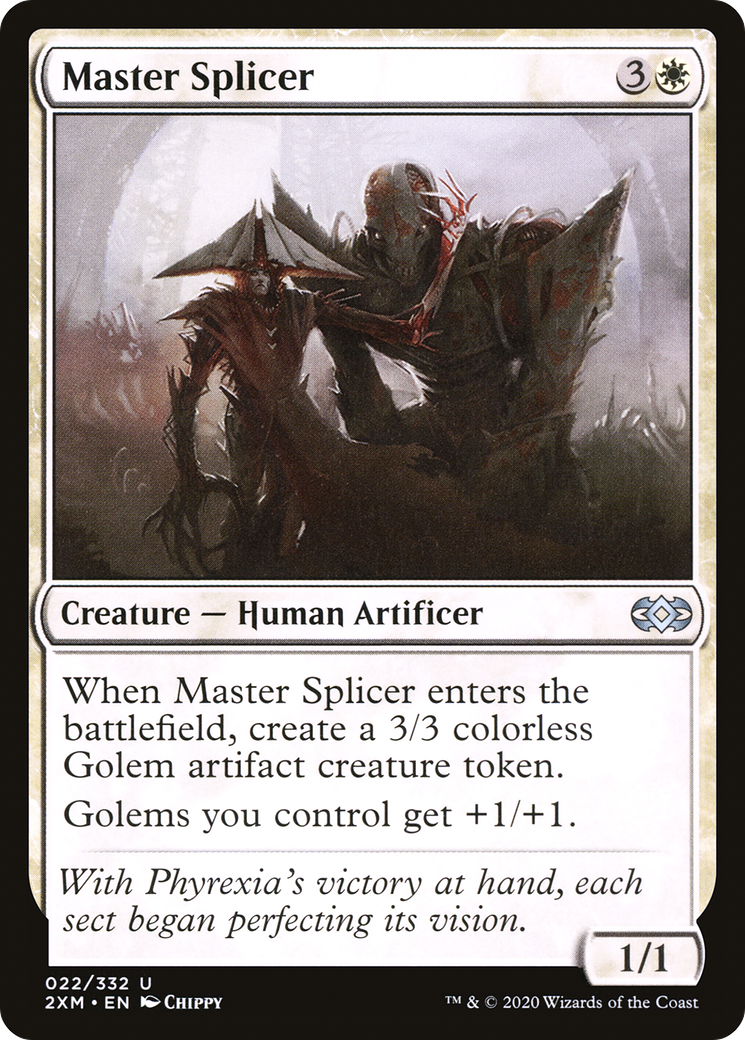 Master Splicer 3
Creature — Human Artificer
When Master Splicer enters the
battlefield, create a 3/3 colorless
Golem artifact creature token.
Golems you control get +1/+1.
With Phyrexia's victory at hand, each
sect began perfecting its vision.
1/1
022/332 U
2XM • EN Chippy
™ & © 2020 Wizards of the Coast